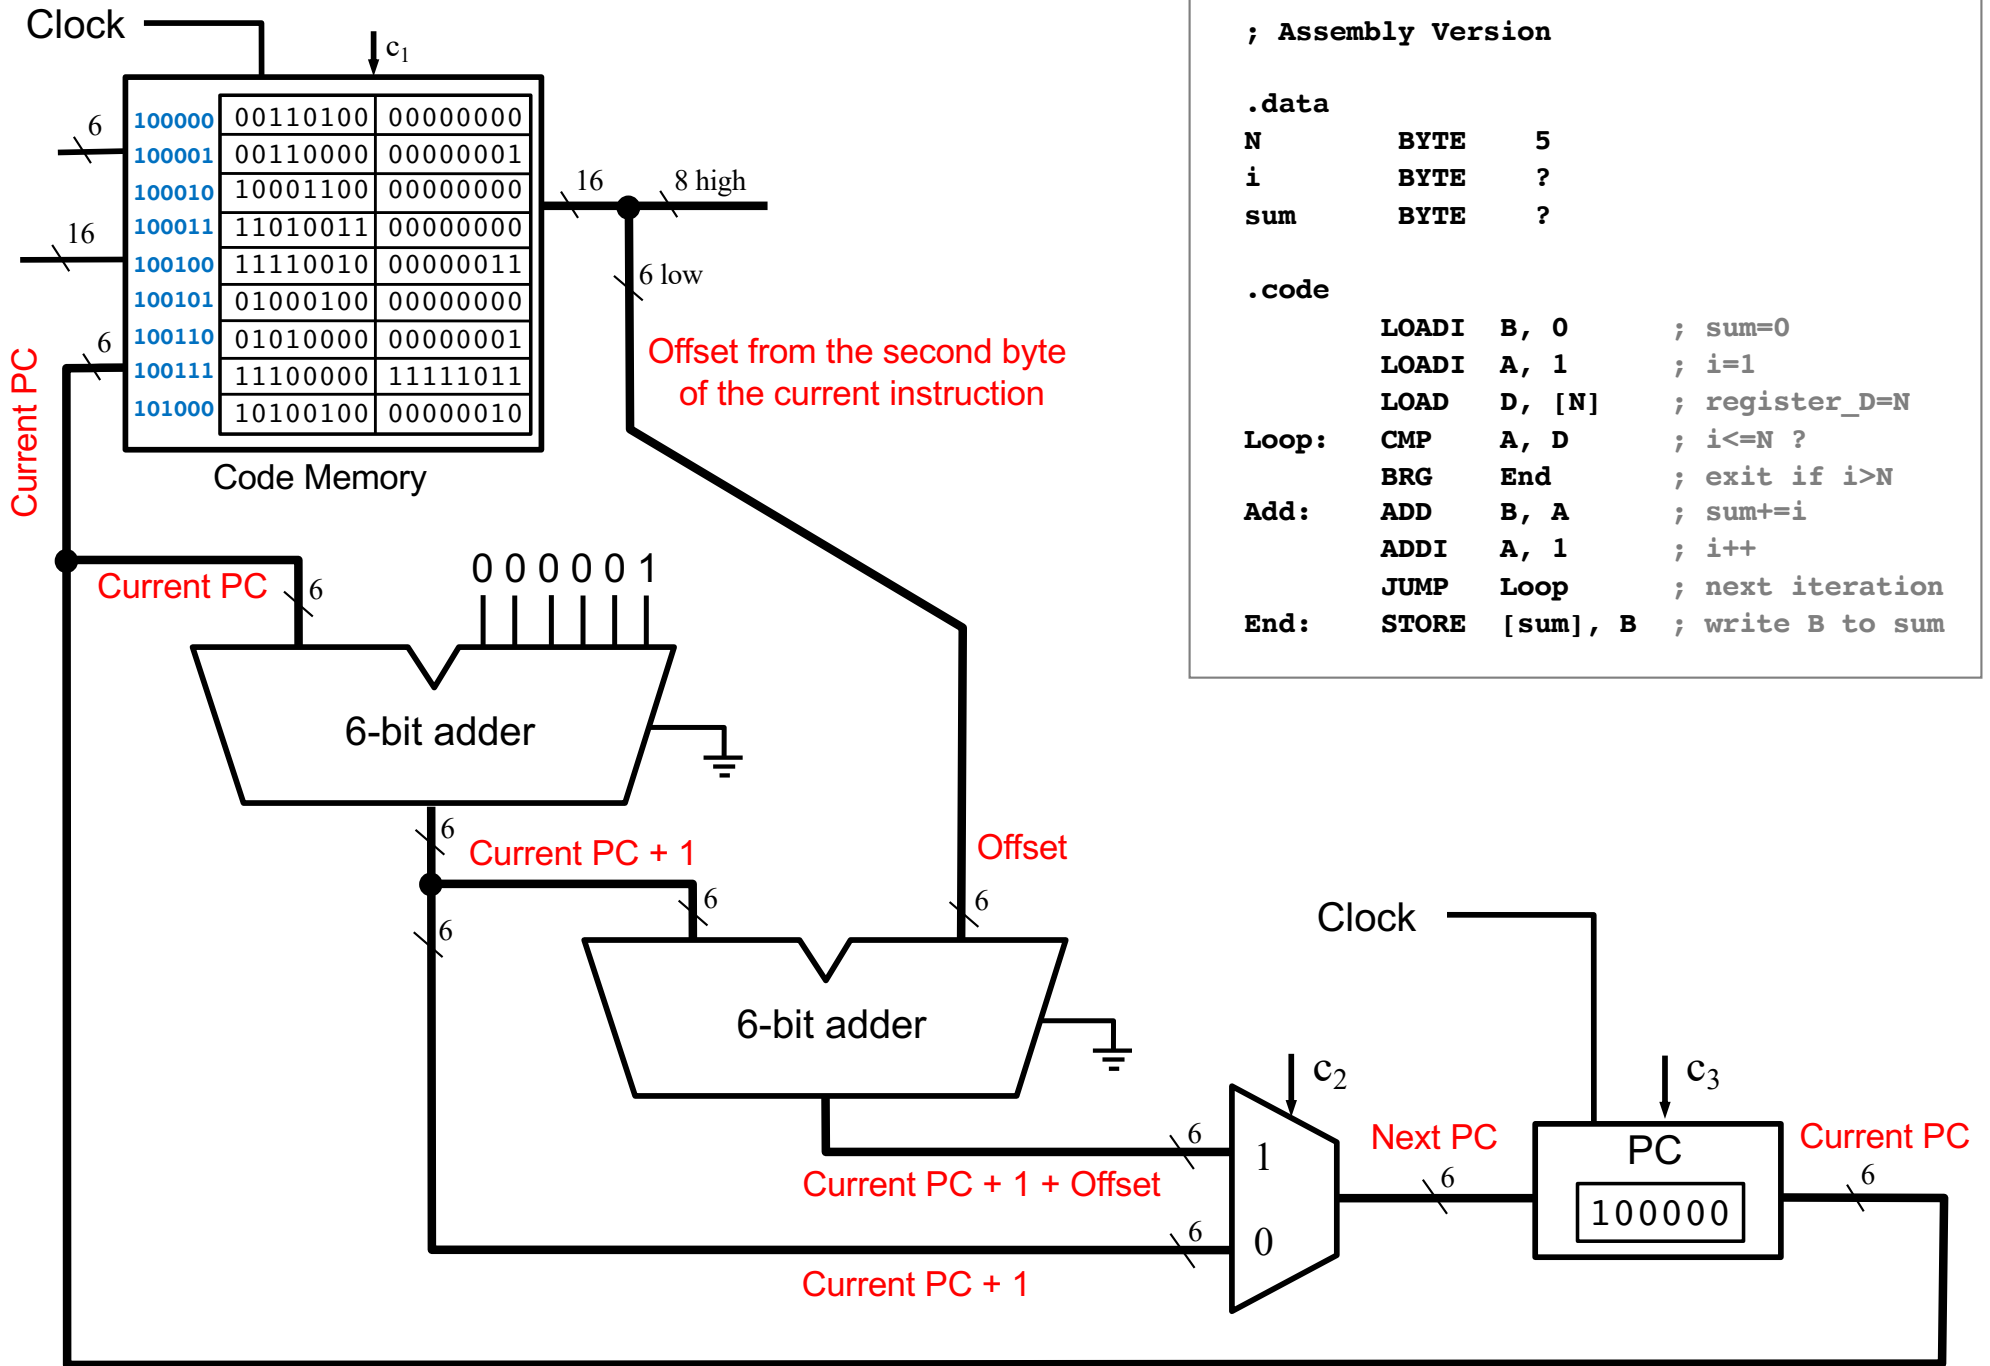 Clock
c1
6
16
6
Current PC
100000 00110100 00000000
100001 00110000 00000001
100010 10001100 00000000
100011 11010011 00000000
100100 11110010 00000011
100101 01000100 00000000
100110 01010000 00000001
100111 11100000 11111011
101000 10100100 00000010
Code Memory
16
8 high
6 low
Offset from the second byte
of the current instruction
; Assembly Version
.data
N BYTE 5
i BYTE ?
sum BYTE ?
.code
LOADI B, 0 ; sum=0
LOADI A, 1 ; i=1
LOAD D, [N] ; register_D=N
Loop: CMP A, D ; i<=N ?
BRG End ; exit if i>N
Add: ADD B, A ; sum+=i
ADDI A, 1 ; i++
JUMP Loop ; next iteration
End: STORE [sum], B ; write B to sum
Current PC
6
0 0 0 0 0 1
6-bit adder
6
Current PC + 1
6
6
Offset
6
6-bit adder
6
Current PC + 1 + Offset
6
Current PC + 1
c2
1
0
Next PC
6
Clock
c3
PC
100000
Current PC
6